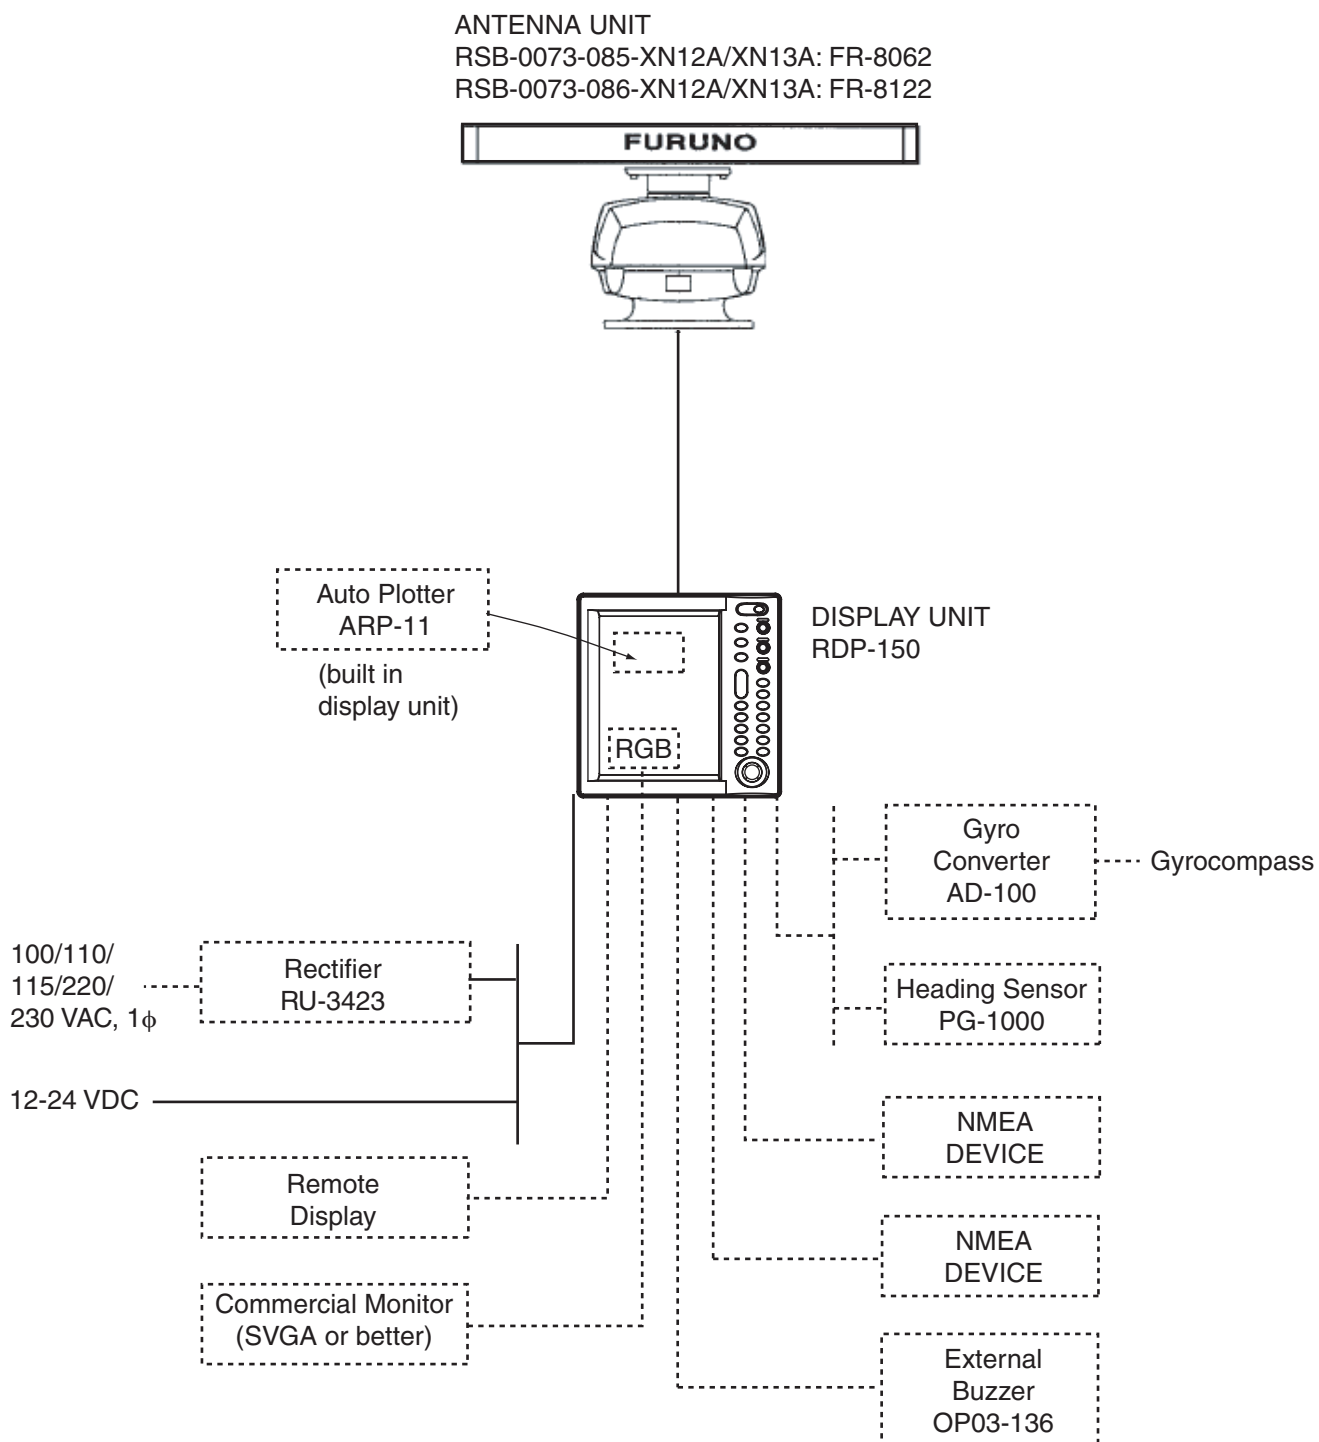 ANTENNA UNIT
RSB-0073-085-XN12A/XN13A: FR-8062
RSB-0073-086-XN12A/XN13A: FR-8122
FURUNO
Auto Plotter
ARP-11
(built in
display unit)
DISPLAY UNIT
RDP-150
RGB
Gyro
Converter
AD-100
Gyrocompass
100/110/
115/220/
230 VAC, 1ϕ
Rectifier
RU-3423
Heading Sensor
PG-1000
12-24 VDC
NMEA
DEVICE
Remote
Display
NMEA
DEVICE
Commercial Monitor
(SVGA or better)
External
Buzzer
OP03-136